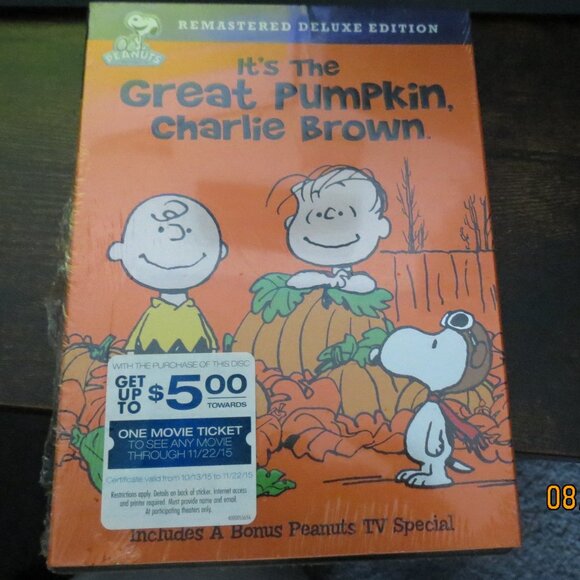 REMASTERED DELUXE EDITION
PEANUTS
It's The
Great Pumpkin,
Charlie Brown
WITH THE PURCHASE OF THIS DISC
GET
UP
TO
$5.00
TOWARDS
ONE MOVIE TICKET
TO SEE ANY MOVIE
THROUGH 11/22/15
Certificate valid from 10/13/15 to 11/22/15
Restrictions apply. Details on back of sticker. Internet access
and printer required. Must provide name and email.
At participating theaters only.
Includes A Bonus Peanuts TV Special
08